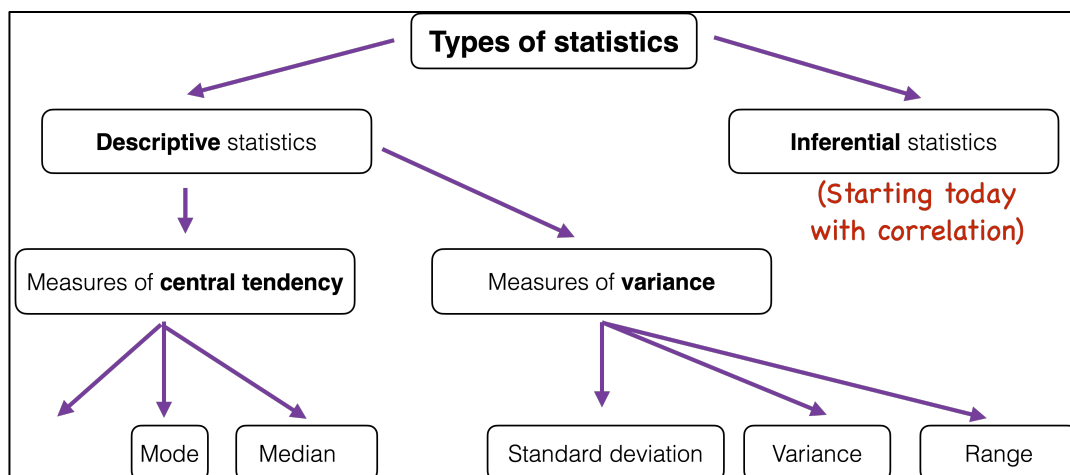 Types of statistics
Descriptive statistics
Inferential statistics
(Starting today
with correlation)
Measures of central tendency
Measures of variance
Mode
Median
Standard deviation
Variance
Range